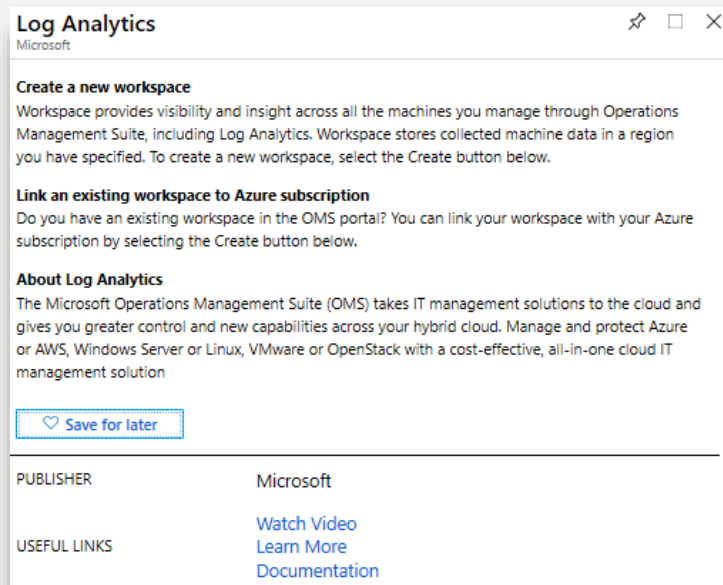 Log Analytics
Microsoft
Create a new workspace
Workspace provides visibility and insight across all the machines you manage through Operations
Management Suite, including Log Analytics. Workspace stores collected machine data in a region
you have specified. To create a new workspace, select the Create button below.
Link an existing workspace to Azure subscription
Do you have an existing workspace in the OMS portal? You can link your workspace with your Azure
subscription by selecting the Create button below.
About Log Analytics
The Microsoft Operations Management Suite (OMS) takes IT management solutions to the cloud and
gives you greater control and new capabilities across your hybrid cloud. Manage and protect Azure
or AWS, Windows Server or Linux, VMware or OpenStack with a cost-effective, all-in-one cloud IT
management solution
Save for later
PUBLISHER Microsoft
Watch Video
USEFUL LINKS Learn More
Documentation